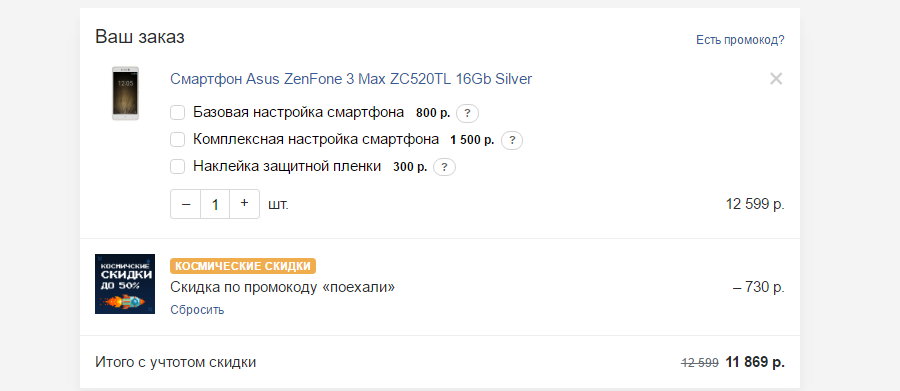 Ваш заказ
Есть промокод?
Смартфон Asus ZenFone 3 Max ZC520TL 16Gb Silver
Базовая настройка смартфона 800 р. ?
Комплексная настройка смартфона 1 500 р. ?
Наклейка защитной пленки 300 р. ?
– 1 + шт. 12 599 р.
КОСМИЧЕСКИЕ СКИДКИ
КОСМИЧСКИЕ
СКИДКИ
ДО 50%
Скидка по промокоду «поехали» – 730 р.
Сбросить
Итого с учтотом скидки 12 599 11 869 р.